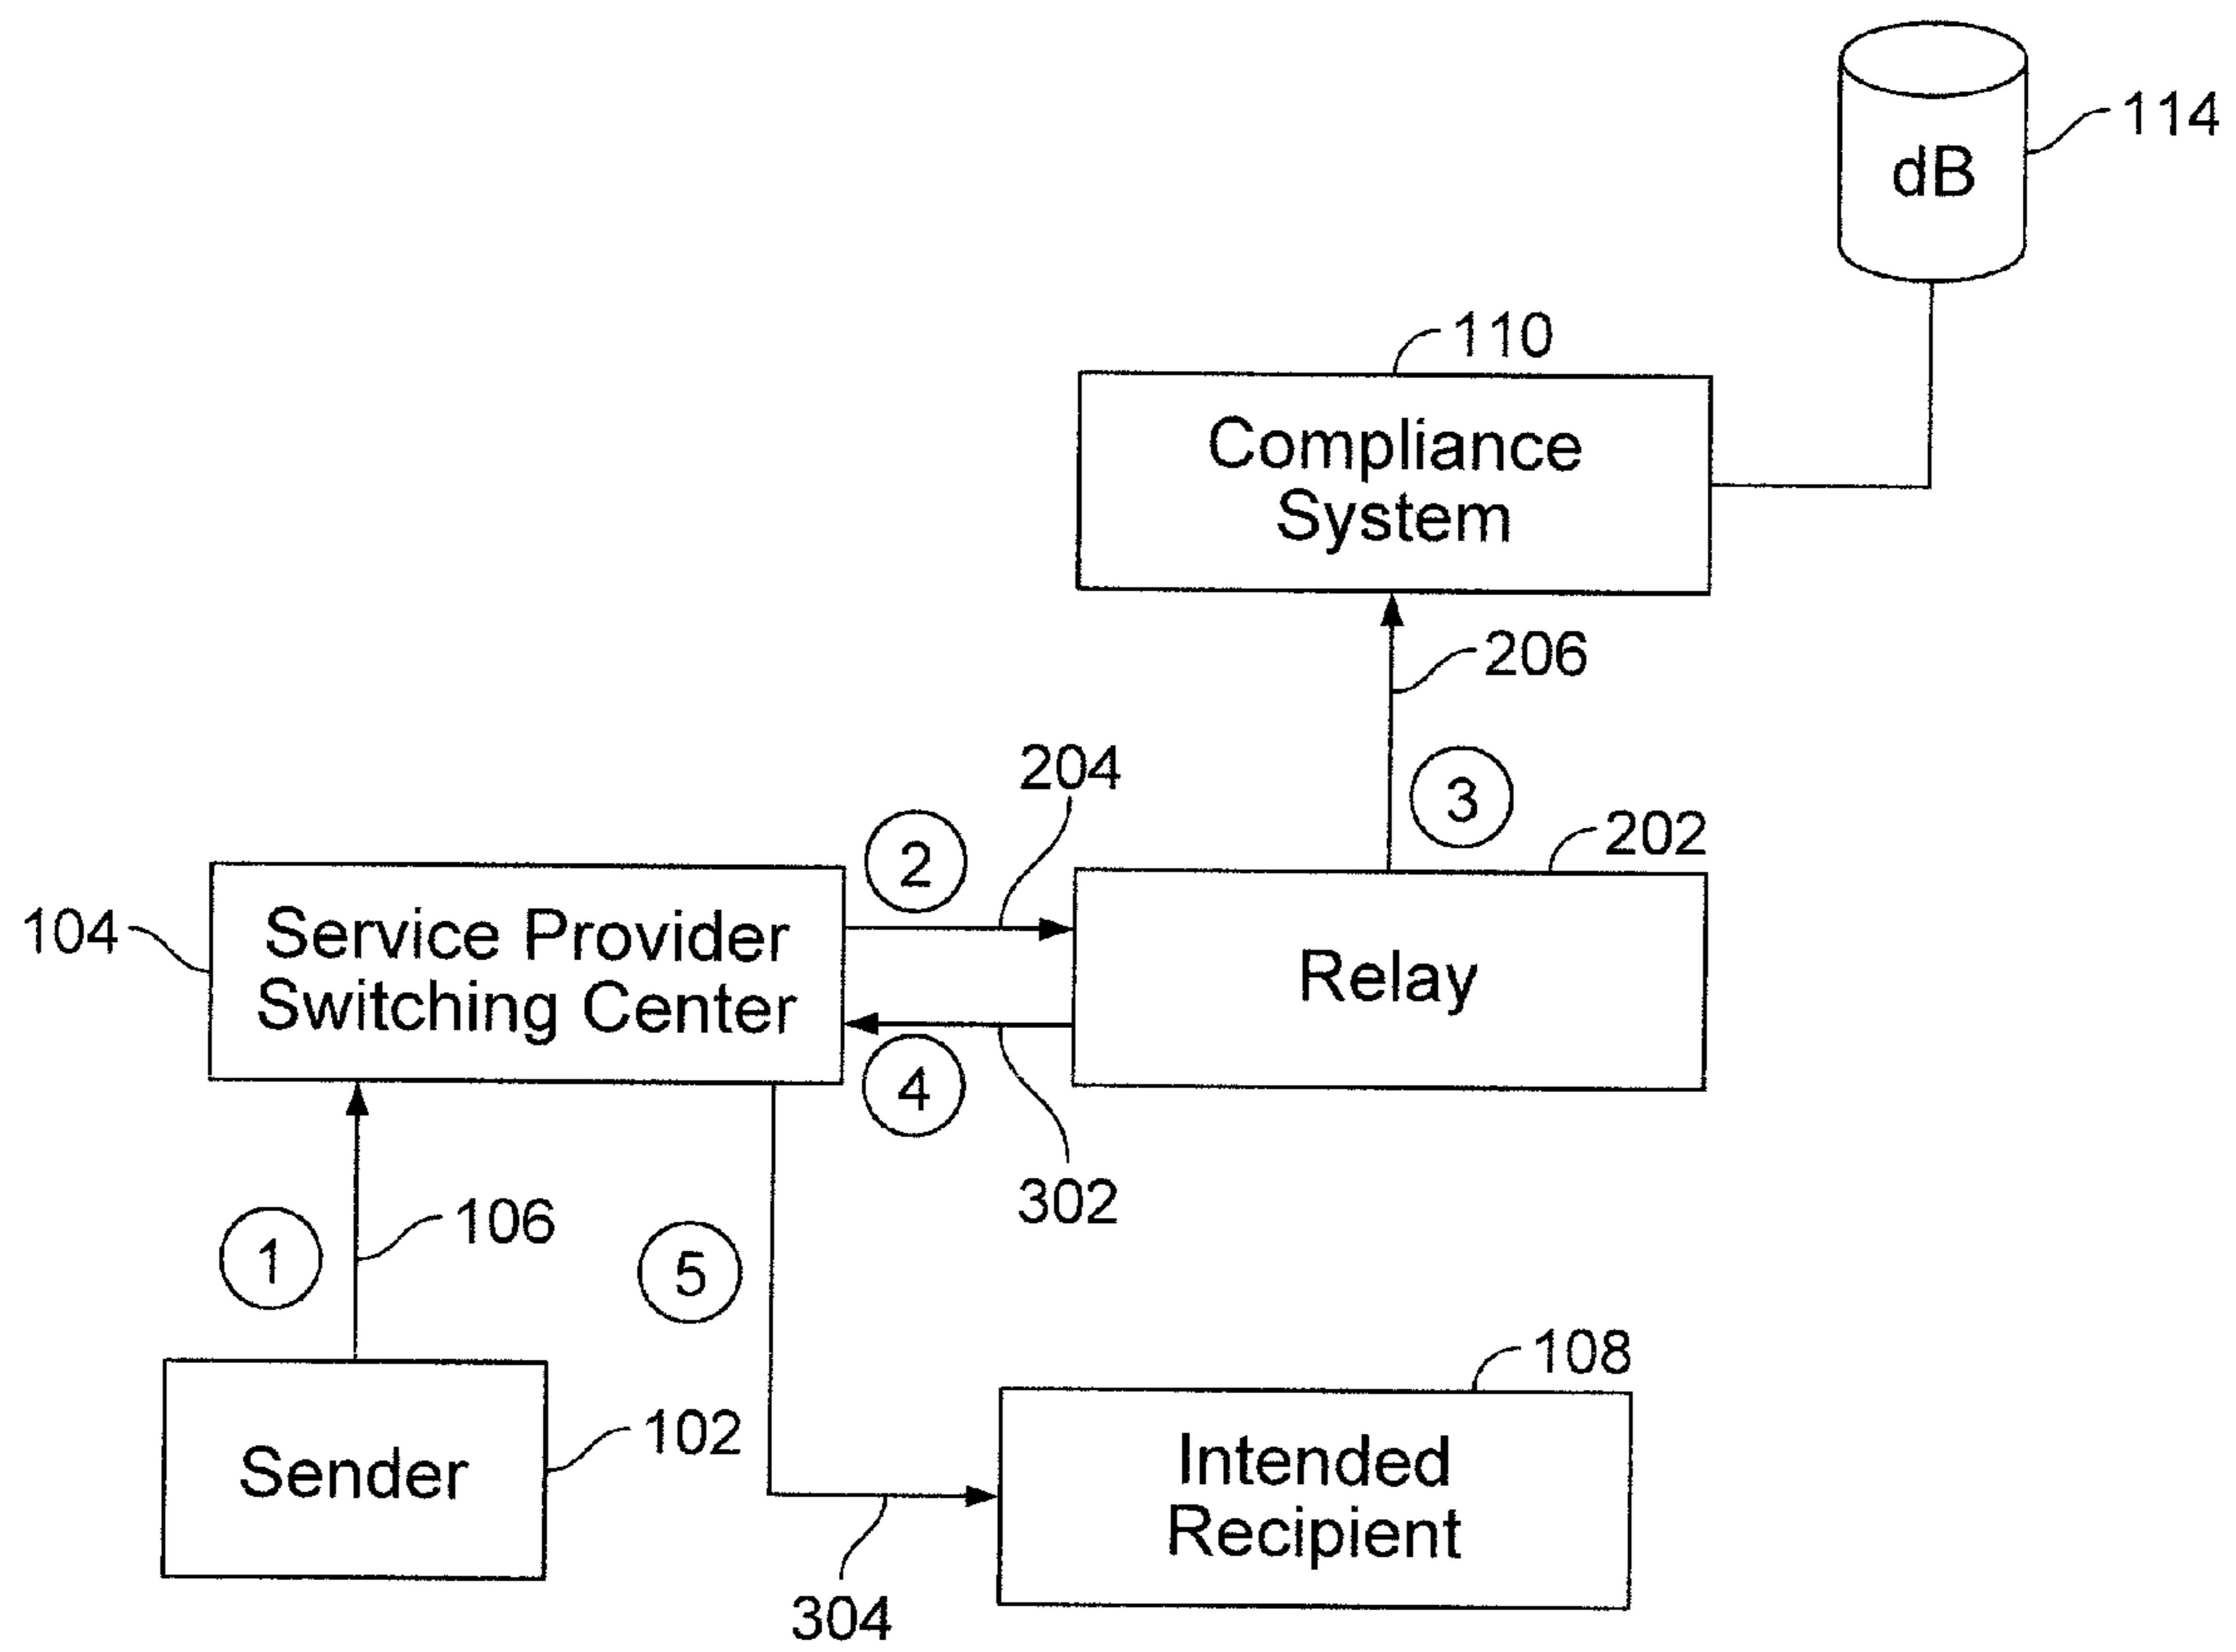 114
dB
110
Compliance
System
206
204
3
202
2
104
Service Provider
Switching Center
Relay
4
302
106
1
5
108
102
Sender
Intended
Recipient
304